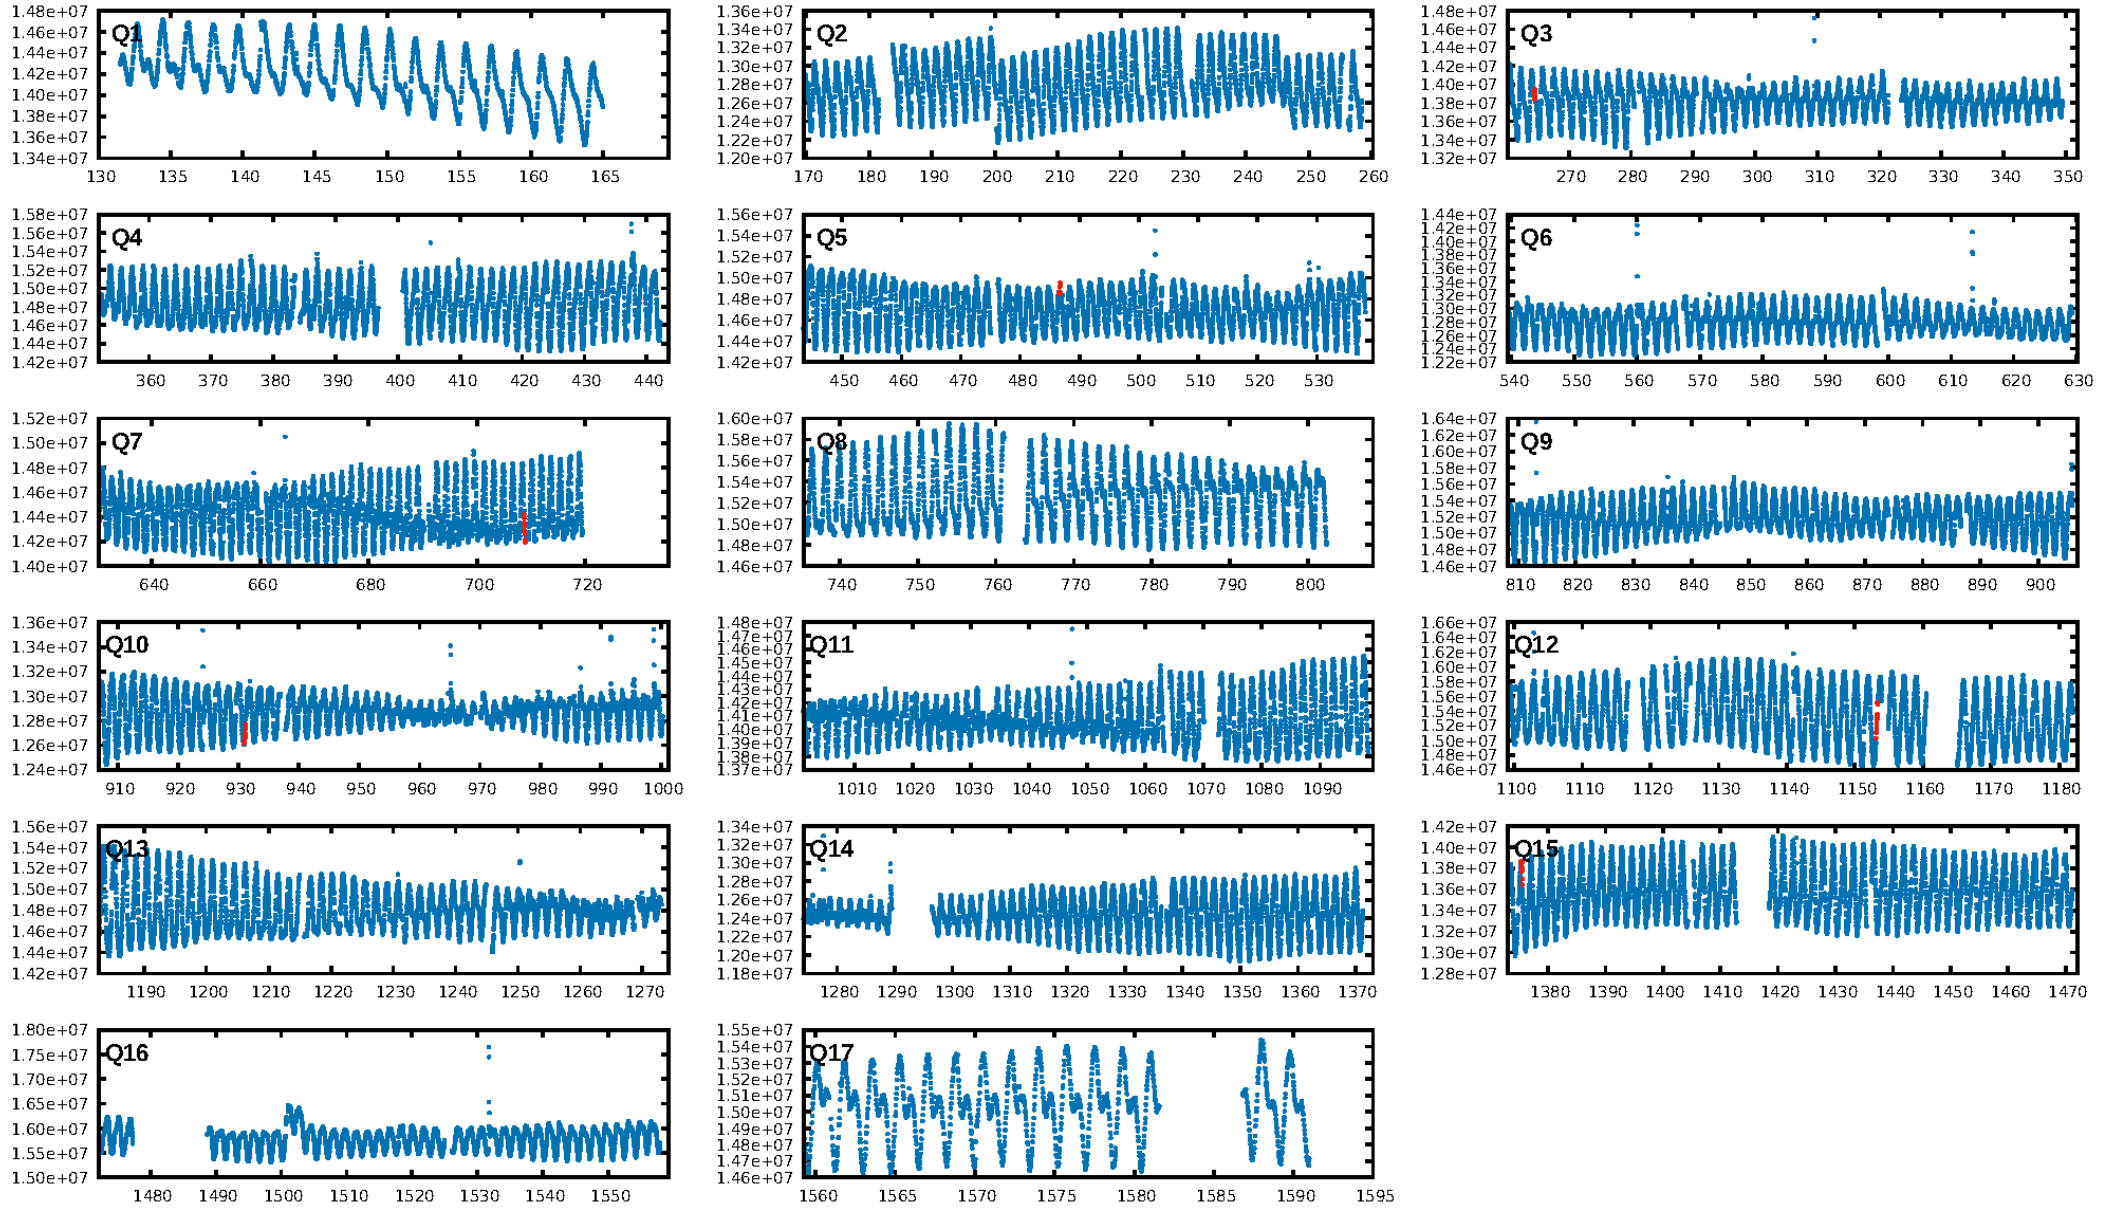 1.48e+07 1.46e+07 1.44e+07 1.42e+07 1.40e+07 1.38e+07 1.36e+07 1.34e+07
Q1
130 135 140 145 150 155 160 165
1.36e+07 1.34e+07 1.32e+07 1.30e+07 1.28e+07 1.26e+07 1.24e+07 1.22e+07 1.20e+07
Q2
170 180 190 200 210 220 230 240 250 260
1.48e+07 1.46e+07 1.44e+07 1.42e+07 1.40e+07 1.38e+07 1.36e+07 1.34e+07 1.32e+07
Q3
270 280 290 300 310 320 330 340 350
1.58e+07 1.56e+07 1.54e+07 1.52e+07 1.50e+07 1.48e+07 1.46e+07 1.44e+07 1.42e+07
Q4
360 370 380 390 400 410 420 430 440
1.56e+07 1.54e+07 1.52e+07 1.50e+07 1.48e+07 1.46e+07 1.44e+07 1.42e+07
Q5
450 460 470 480 490 500 510 520 530
1.44e+07 1.42e+07 1.40e+07 1.38e+07 1.36e+07 1.34e+07 1.32e+07 1.30e+07 1.28e+07 1.26e+07 1.24e+07 1.22e+07
Q6
540 550 560 570 580 590 600 610 620 630
1.52e+07 1.50e+07 1.48e+07 1.46e+07 1.44e+07 1.42e+07 1.40e+07
Q7
640 660 680 700 720
1.60e+07 1.58e+07 1.56e+07 1.54e+07 1.52e+07 1.50e+07 1.48e+07 1.46e+07
Q8
740 750 760 770 780 790 800
1.64e+07 1.62e+07 1.60e+07 1.58e+07 1.56e+07 1.54e+07 1.52e+07 1.50e+07 1.48e+07 1.46e+07
Q9
810 820 830 840 850 860 870 880 890 900
1.36e+07 1.34e+07 1.32e+07 1.30e+07 1.28e+07 1.26e+07 1.24e+07
Q10
910 920 930 940 950 960 970 980 990 1000
1.48e+07 1.47e+07 1.46e+07 1.45e+07 1.44e+07 1.43e+07 1.42e+07 1.41e+07 1.40e+07 1.39e+07 1.38e+07 1.37e+07
Q11
1010 1020 1030 1040 1050 1060 1070 1080 1090
1.66e+07 1.64e+07 1.62e+07 1.60e+07 1.58e+07 1.56e+07 1.54e+07 1.52e+07 1.50e+07 1.48e+07 1.46e+07
Q12
1100 1110 1120 1130 1140 1150 1160 1170 1180
1.56e+07 1.54e+07 1.52e+07 1.50e+07 1.48e+07 1.46e+07 1.44e+07 1.42e+07
Q13
1190 1200 1210 1220 1230 1240 1250 1260 1270
1.34e+07 1.32e+07 1.30e+07 1.28e+07 1.26e+07 1.24e+07 1.22e+07 1.20e+07 1.18e+07
Q14
1280 1290 1300 1310 1320 1330 1340 1350 1360 1370
1.42e+07 1.40e+07 1.38e+07 1.36e+07 1.34e+07 1.32e+07 1.30e+07 1.28e+07
Q15
1380 1390 1400 1410 1420 1430 1440 1450 1460 1470
1.80e+07 1.75e+07 1.70e+07 1.65e+07 1.60e+07 1.55e+07 1.50e+07
Q16
1480 1490 1500 1510 1520 1530 1540 1550
1.55e+07 1.54e+07 1.53e+07 1.52e+07 1.51e+07 1.50e+07 1.49e+07 1.48e+07 1.47e+07 1.46e+07
Q17
1560 1565 1570 1575 1580 1585 1590 1595